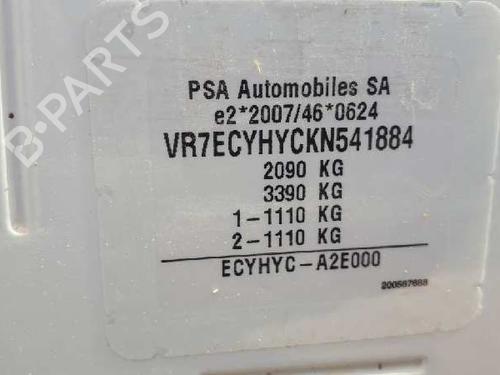 PSA Automobiles SA
e2*2007/46*0624
VR7ECYHYCKN541884
2090 KG
3390 KG
1-1110 KG
2-1110 KG
ECYHYC-A2E000
200567688
B-PARTS